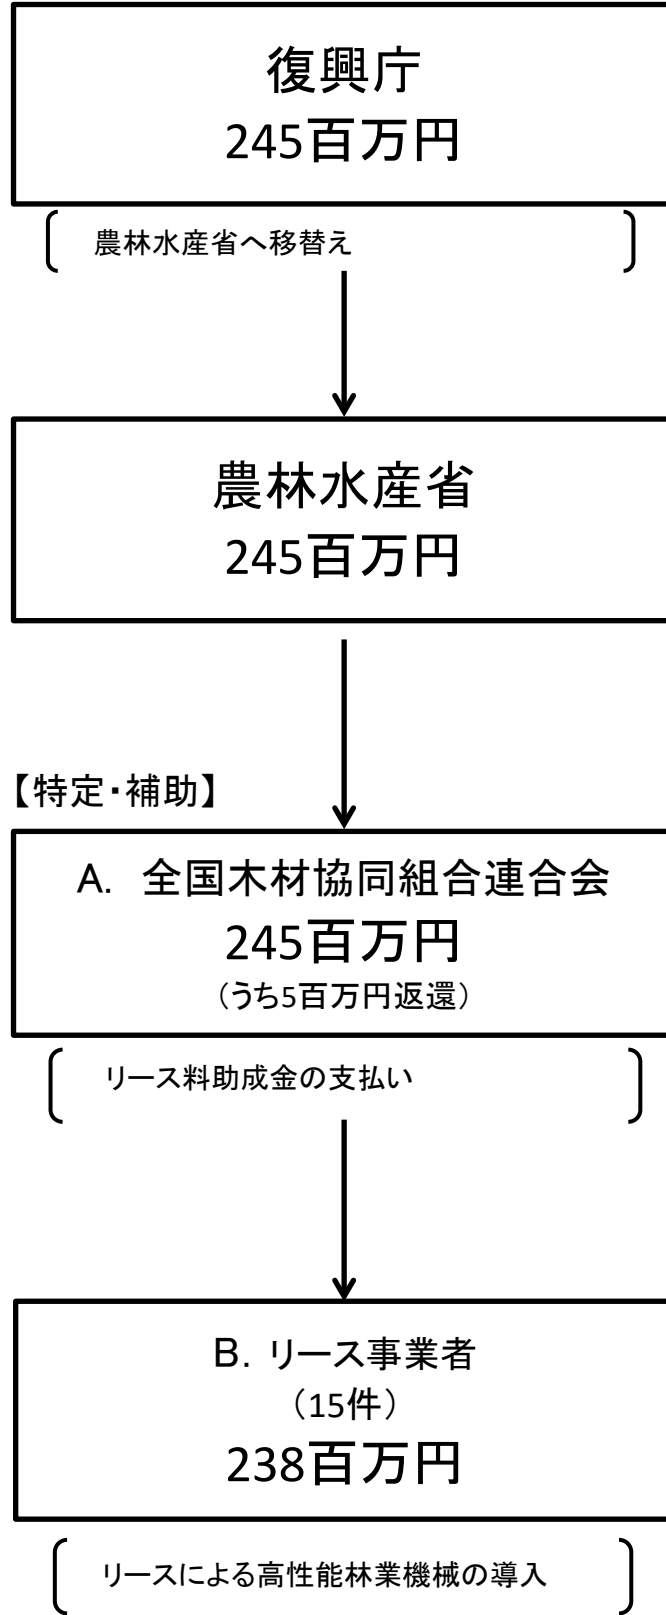 復興庁
245百万円
農林水産省へ移替え
農林水産省
245百万円
【特定・補助】
A. 全国木材協同組合連合会
245百万円
（うち5百万円返還）
リース料助成金の支払い
B. リース事業者
（15件）
238百万円
リースによる高性能林業機械の導入